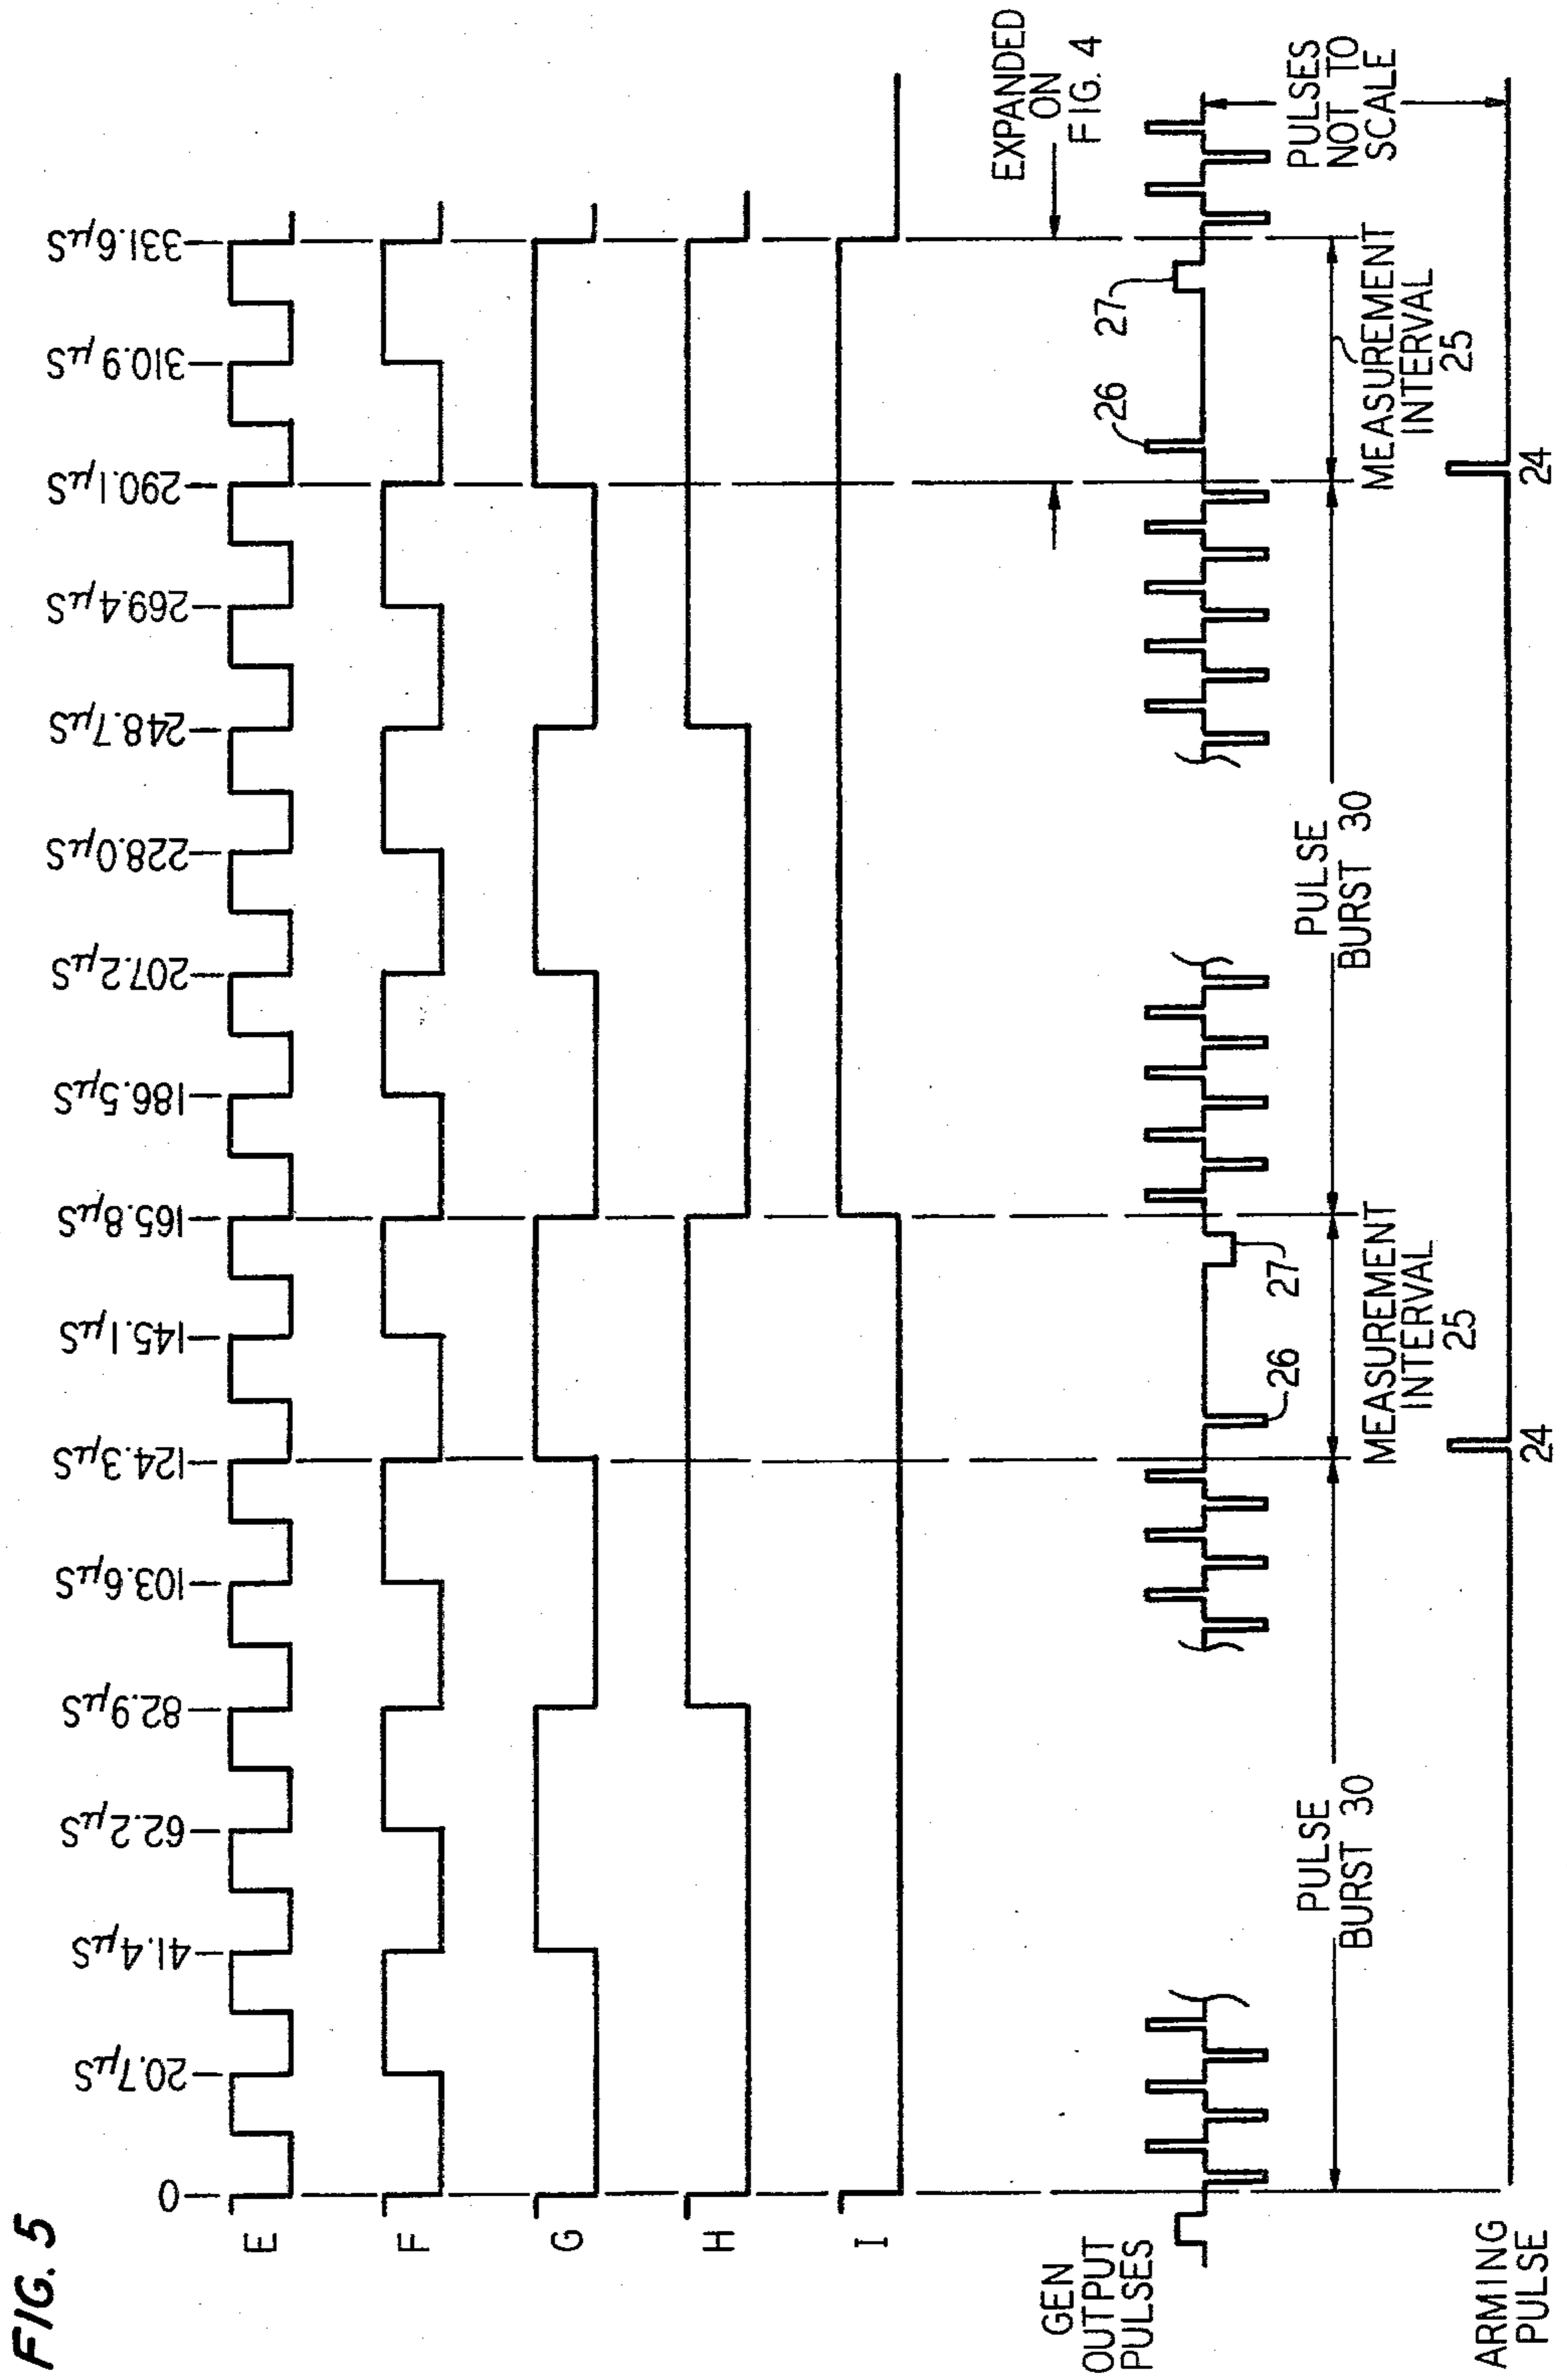 FIG. 5
0
20.7μS
41.4μS
62.2μS
82.9μS
103.6μS
124.3μS
145.1μS
165.8μS
186.5μS
207.2μS
228.0μS
248.7μS
269.4μS
290.1μS
310.9μS
331.6μS
E
F
G
H
I
EXPANDED
ON
FIG. 4
GEN
OUTPUT
PULSES
26
27
26
27
PULSES
NOT TO
SCALE
PULSE
BURST 30
MEASUREMENT
INTERVAL
25
PULSE
BURST 30
MEASUREMENT
INTERVAL
25
ARMING
PULSE
24
24